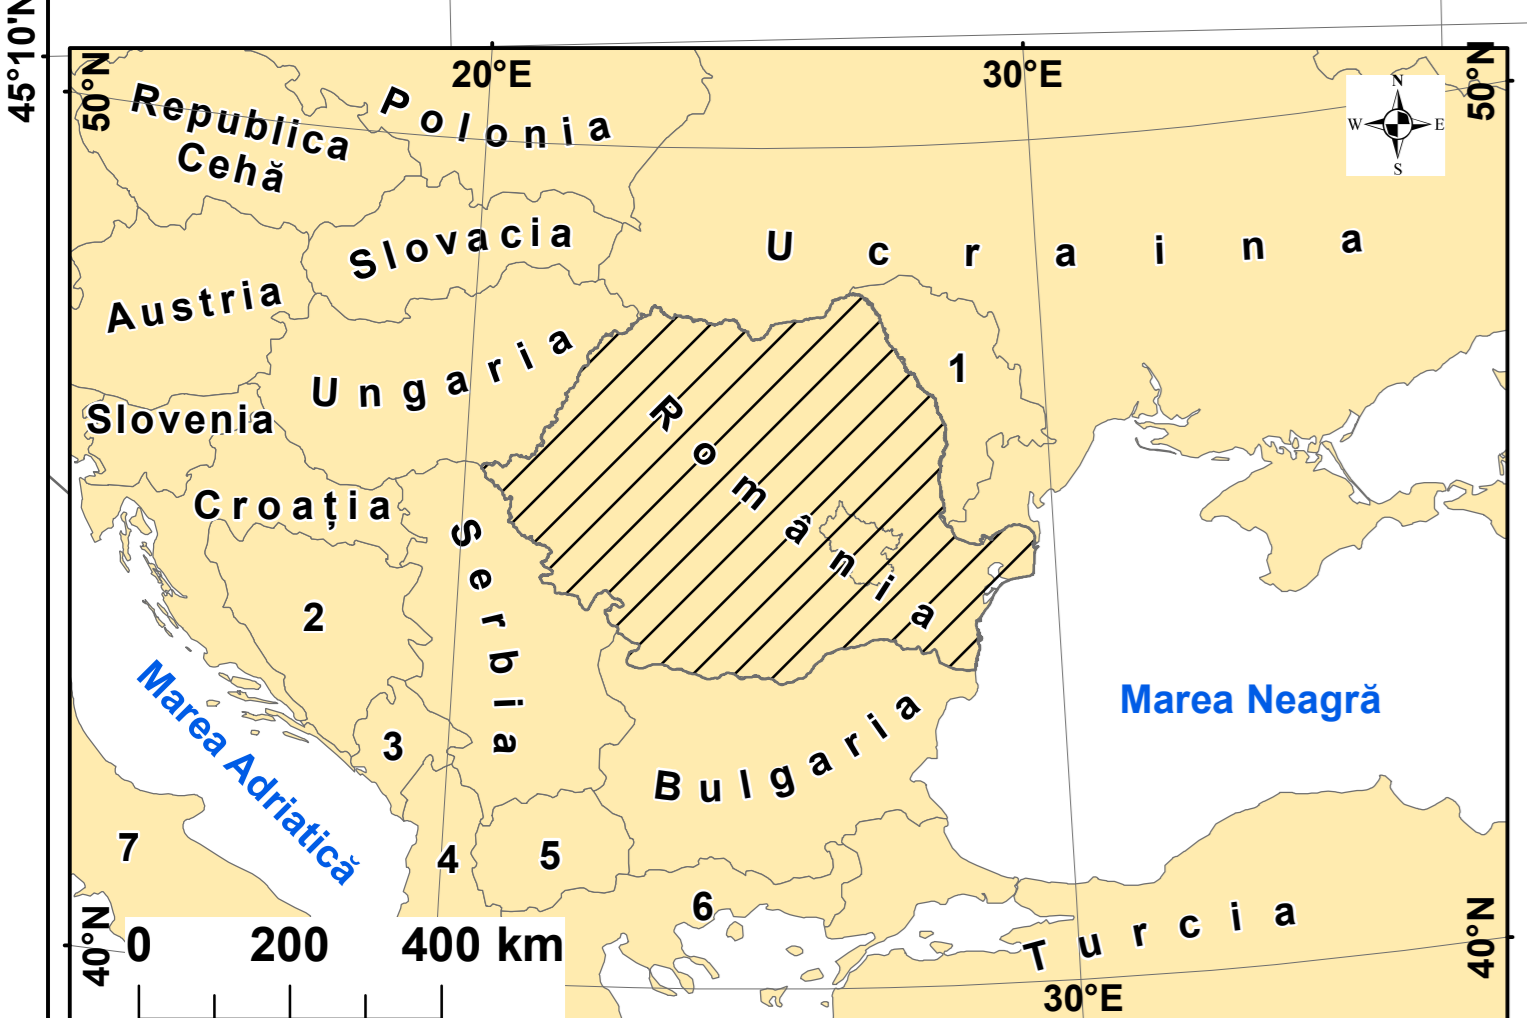 45°10'N
50°N
20°E
30°E
50°N
N
W
E
S
Republica
Cehă
Polonia
Slovacia
Ucraina
Austria
Ungaria
1
Slovenia
România
Croația
Serbia
2
Marea Adriatică
Marea Neagră
3
Bulgaria
7
4
5
6
Turcia
40°N
0 200 400 km
40°N
30°E